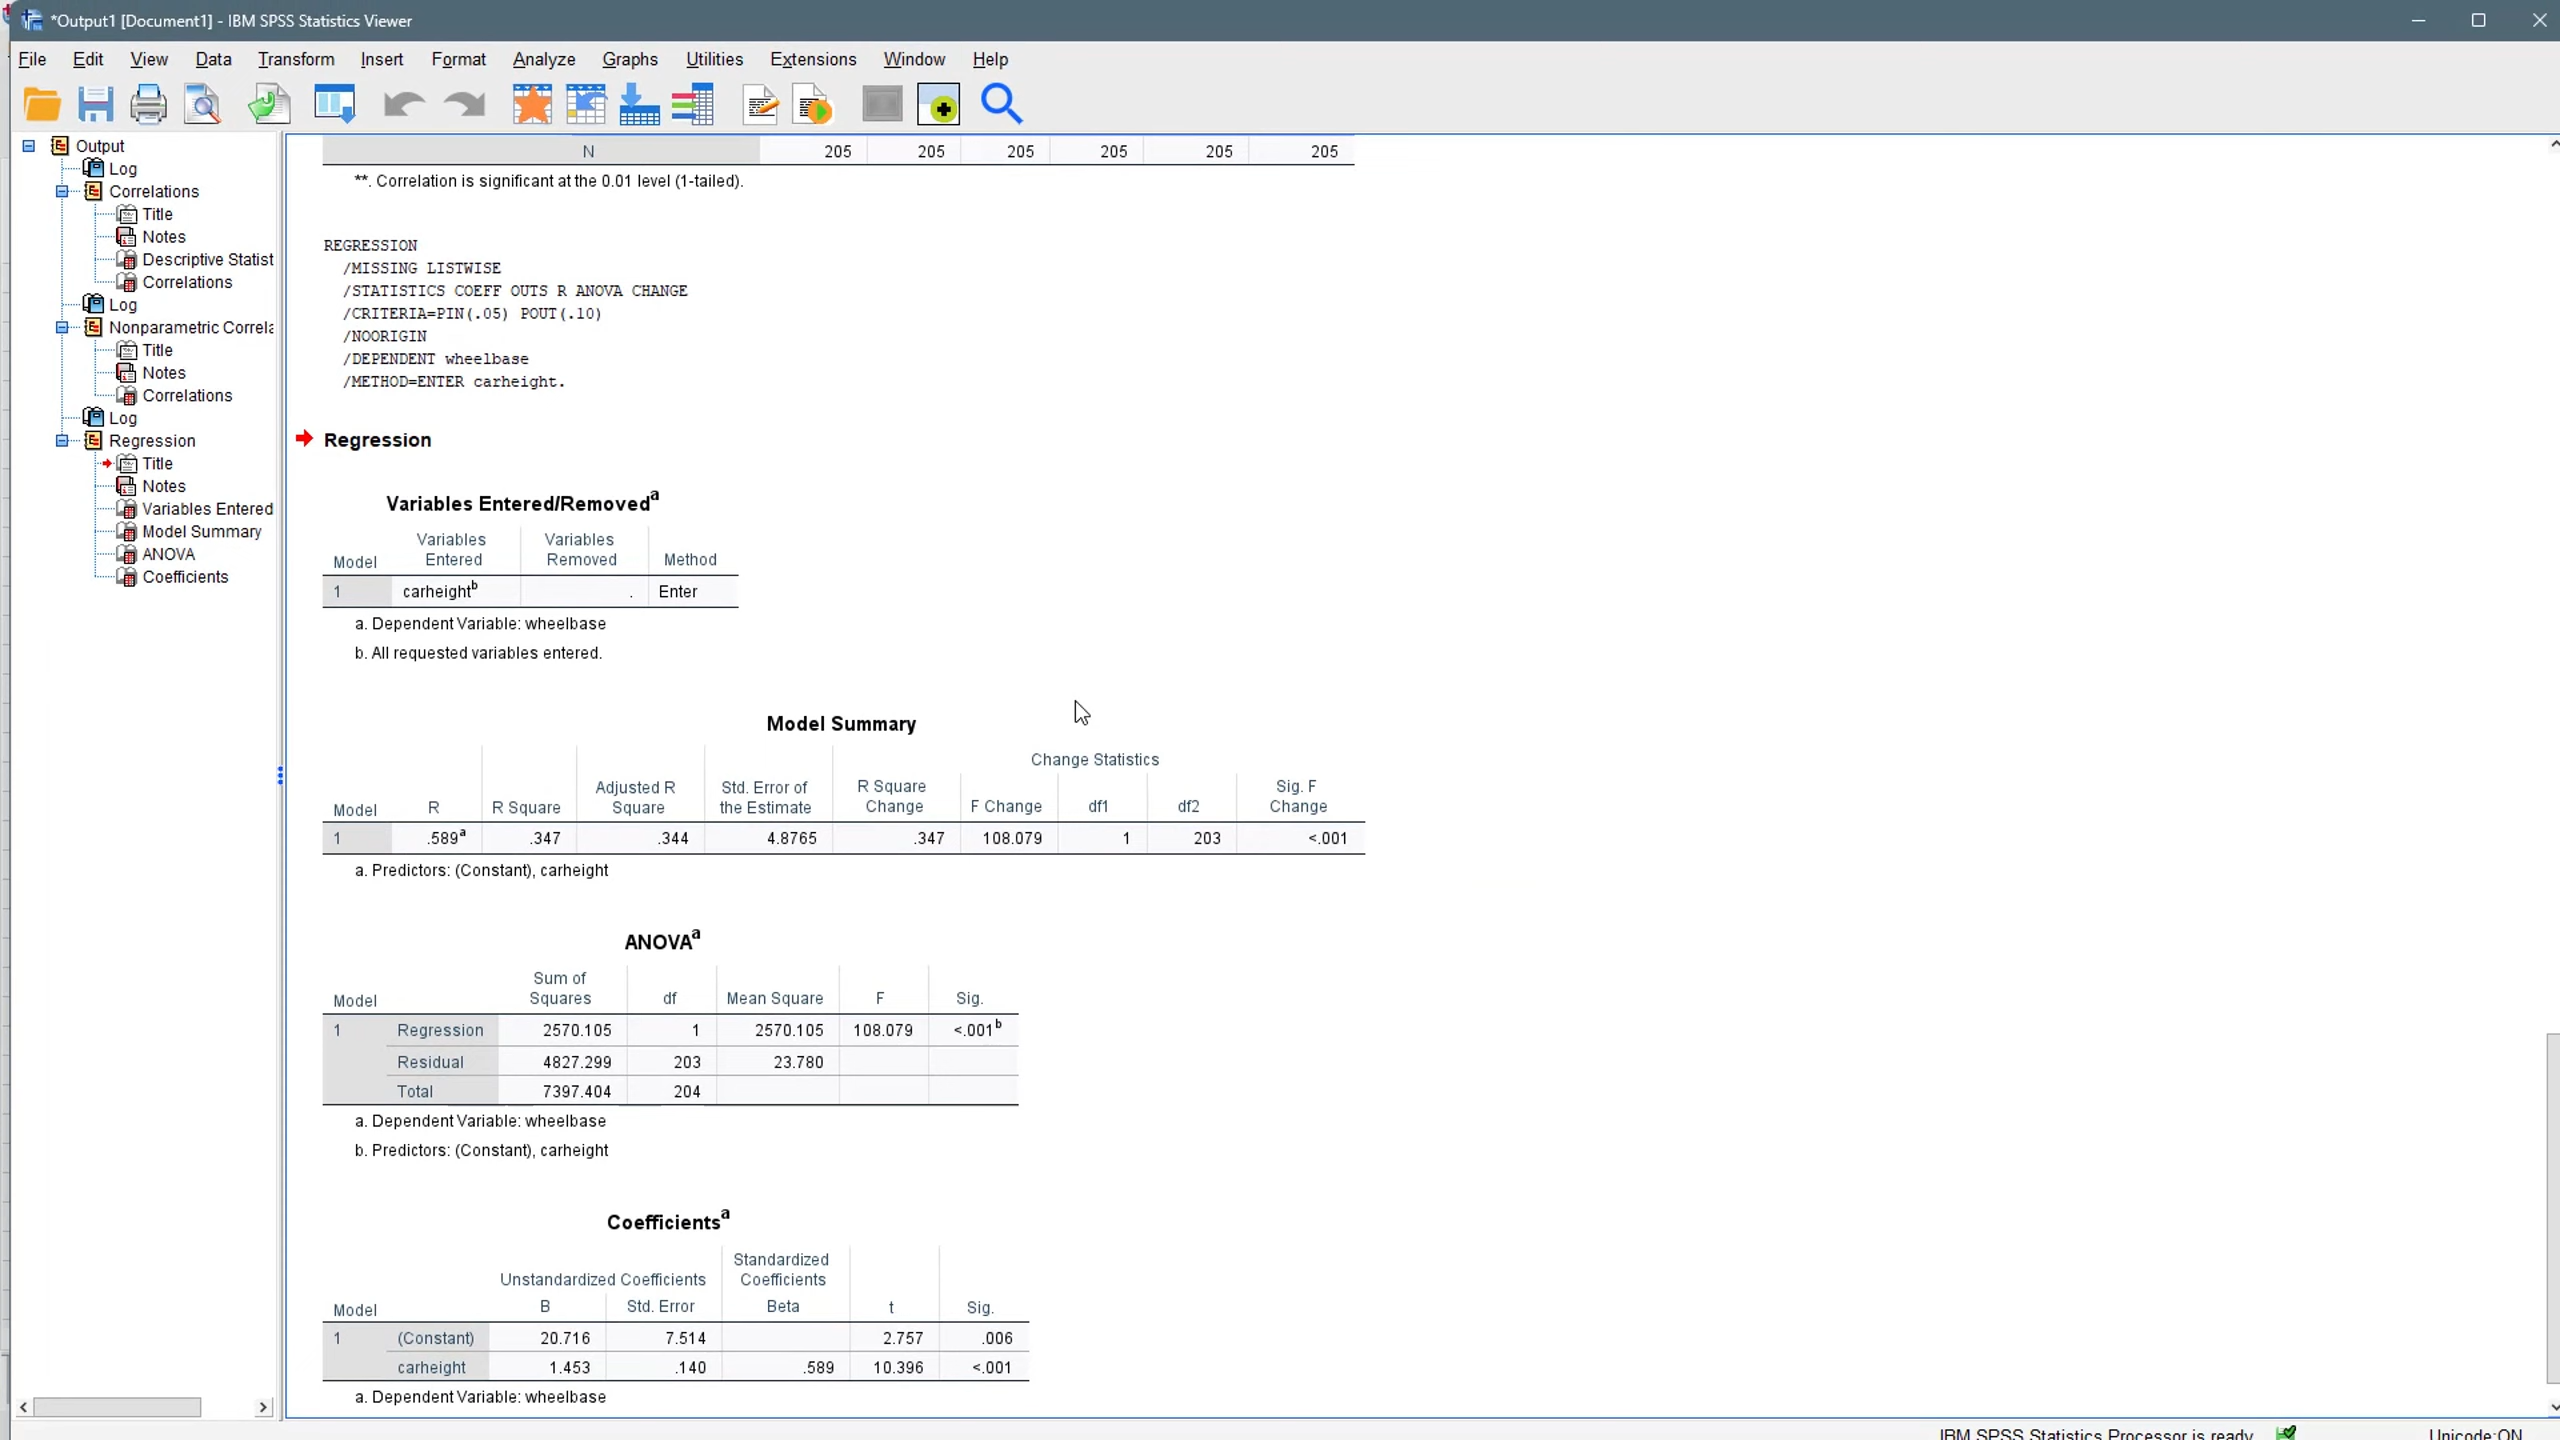 *Output1 [Document1] - IBM SPSS Statistics Viewer
File Edit View Data Transform Insert Format Analyze Graphs Utilities Extensions Window Help
Output
Log
Correlations
Title
Notes
Descriptive Statist
Correlations
Log
Nonparametric Correla
Title
Notes
Correlations
Log
Regression
Title
Notes
Variables Entered
Model Summary
ANOVA
Coefficients
N 205 205 205 205 205 205
**. Correlation is significant at the 0.01 level (1-tailed).
REGRESSION
/MISSING LISTWISE
/STATISTICS COEFF OUTS R ANOVA CHANGE
/CRITERIA=PIN(.05) POUT(.10)
/NOORIGIN
/DEPENDENT wheelbase
/METHOD=ENTER carheight.
Regression
Variables Entered/Removedᵃ
Model Variables Entered Variables Removed Method
1 carheightᵇ . Enter
a. Dependent Variable: wheelbase
b. All requested variables entered.
Model Summary
Change Statistics
Model R R Square Adjusted R Square Std. Error of the Estimate R Square Change F Change df1 df2 Sig. F Change
1 .589ᵃ .347 .344 4.8765 .347 108.079 1 203 <.001
a. Predictors: (Constant), carheight
ANOVAᵃ
Model Sum of Squares df Mean Square F Sig.
1 Regression 2570.105 1 2570.105 108.079 <.001ᵇ
Residual 4827.299 203 23.780
Total 7397.404 204
a. Dependent Variable: wheelbase
b. Predictors: (Constant), carheight
Coefficientsᵃ
Unstandardized Coefficients Standardized Coefficients
Model B Std. Error Beta t Sig.
1 (Constant) 20.716 7.514 2.757 .006
carheight 1.453 .140 .589 10.396 <.001
a. Dependent Variable: wheelbase
IBM SPSS Statistics Processor is ready Unicode:ON